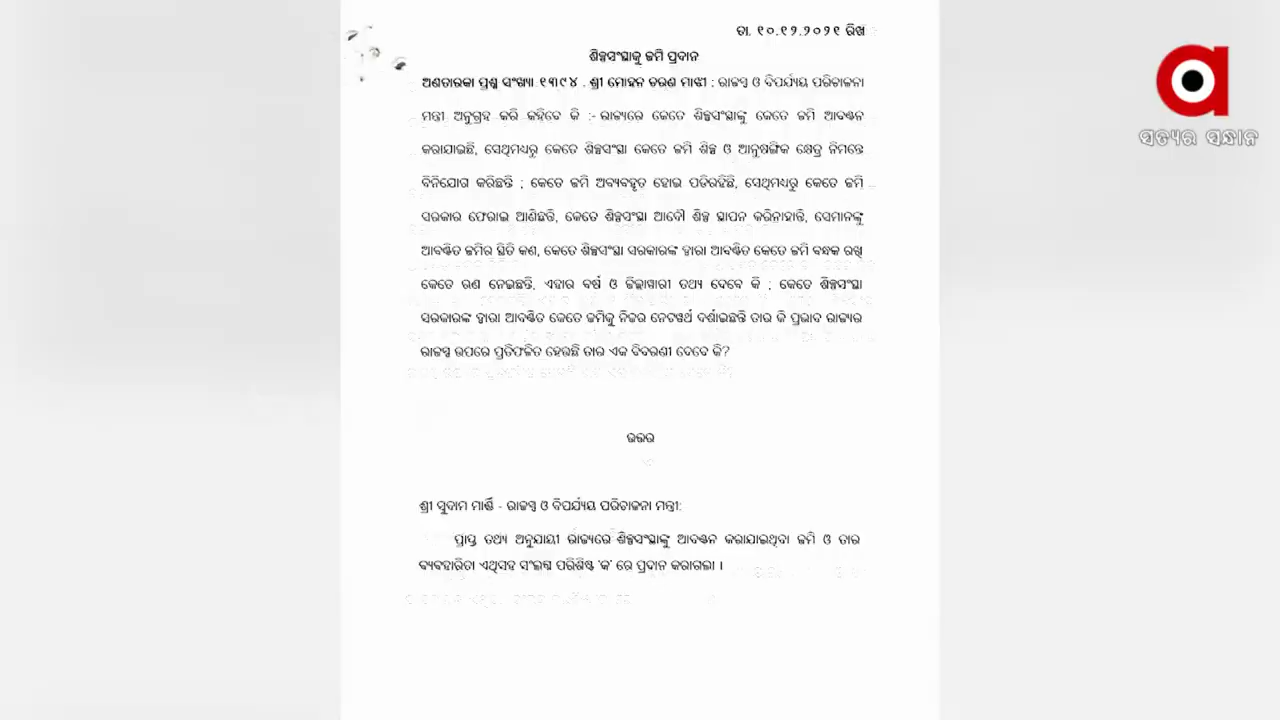 ତା. ୧୦.୧୨.୨୦୨୧ ରିଖ
ଶିଳ୍ପସଂସ୍ଥାକୁ ଜମି ପ୍ରଦାନ
ଅଣତାରକା ପ୍ରଶ୍ନ ସଂଖ୍ୟା ୧୩୯୪ . ଶ୍ରୀ ମୋହନ ଚରଣ ମାଝୀ : ରାଜସ୍ୱ ଓ ବିପର୍ଯ୍ୟୟ ପରିଚାଳନା
ମନ୍ତ୍ରୀ ଅନୁଗ୍ରହ କରି କହିବେ କି :- ରାଜ୍ୟରେ କେତେ ଶିଳ୍ପସଂସ୍ଥାକୁ କେତେ ଜମି ଆବଣ୍ଟନ
କରାଯାଇଛି, ସେଥିମଧ୍ୟରୁ କେତେ ଶିଳ୍ପସଂସ୍ଥା କେତେ ଜମି ଶିଳ୍ପ ଓ ଆନୁଷଙ୍ଗିକ କ୍ଷେତ୍ର ନିମନ୍ତେ
ବିନିଯୋଗ କରିଛନ୍ତି ; କେତେ ଜମି ଅବ୍ୟବହୃତ ହୋଇ ପଡିରହିଛି, ସେଥିମଧ୍ୟରୁ କେତେ ଜମି
ସରକାର ଫେରାଇ ଆଣିଛନ୍ତି, କେତେ ଶିଳ୍ପସଂସ୍ଥା ଆଦୌ ଶିଳ୍ପ ସ୍ଥାପନ କରିନାହାନ୍ତି, ସେମାନଙ୍କୁ
ଆବଣ୍ଟିତ ଜମିର ସ୍ଥିତି କଣ, କେତେ ଶିଳ୍ପସଂସ୍ଥା ସରକାରଙ୍କ ଦ୍ୱାରା ଆବଣ୍ଟିତ କେତେ ଜମି ବନ୍ଧକ ରଖି
କେତେ ଋଣ ନେଇଛନ୍ତି, ଏହାର ବର୍ଷ ଓ ଜିଲ୍ଲାୱାରୀ ତଥ୍ୟ ଦେବେ କି ; କେତେ ଶିଳ୍ପସଂସ୍ଥା
ସରକାରଙ୍କ ଦ୍ୱାରା ଆବଣ୍ଟିତ କେତେ ଜମିକୁ ନିଜର ନେଟୱର୍ଥ ଦର୍ଶାଇଛନ୍ତି ତାର କି ପ୍ରଭାବ ରାଜ୍ୟର
ରାଜସ୍ୱ ଉପରେ ପ୍ରତିଫଳିତ ହେଉଛି ତାର ଏକ ବିବରଣୀ ଦେବେ କି?
ଉତ୍ତର
ଶ୍ରୀ ସୁଦାମ ମାର୍ଣ୍ଡି - ରାଜସ୍ୱ ଓ ବିପର୍ଯ୍ୟୟ ପରିଚାଳନା ମନ୍ତ୍ରୀ:
ପ୍ରାପ୍ତ ତଥ୍ୟ ଅନୁଯାୟୀ ରାଜ୍ୟରେ ଶିଳ୍ପସଂସ୍ଥାକୁ ଆବଣ୍ଟନ କରାଯାଇଥିବା ଜମି ଓ ତାର
ବ୍ୟବହାରିତା ଏଥିସହ ସଂଲଗ୍ନ ପରିଶିଷ୍ଟ 'କ' ରେ ପ୍ରଦାନ କରାଗଲା ।
a
ସତ୍ୟର ସନ୍ଧାନ